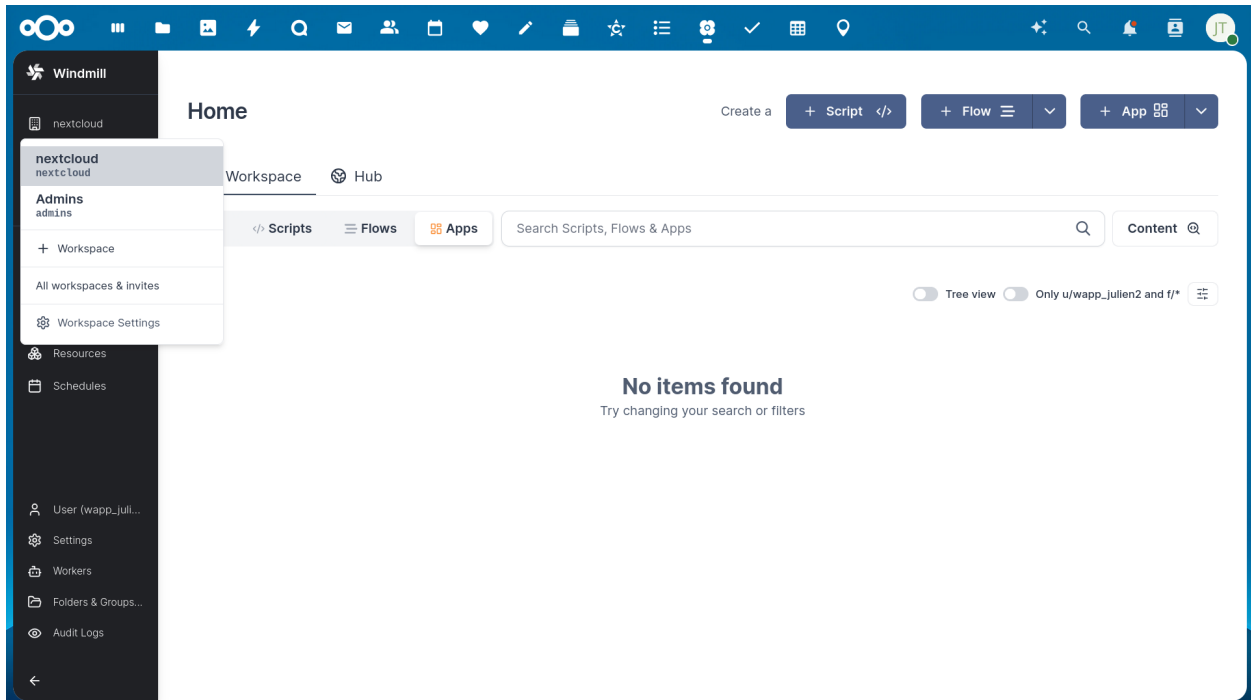 JT
Windmill
nextcloud
Home
Create a
+ Script </>
+ Flow
+ App
nextcloud
nextcloud
Admins
admins
+ Workspace
All workspaces & invites
Workspace Settings
Workspace
Hub
</> Scripts
Flows
Apps
Search Scripts, Flows & Apps
Content
Tree view
Only u/wapp_julien2 and f/*
Resources
Schedules
No items found
Try changing your search or filters
User (wapp_juli...
Settings
Workers
Folders & Groups...
Audit Logs